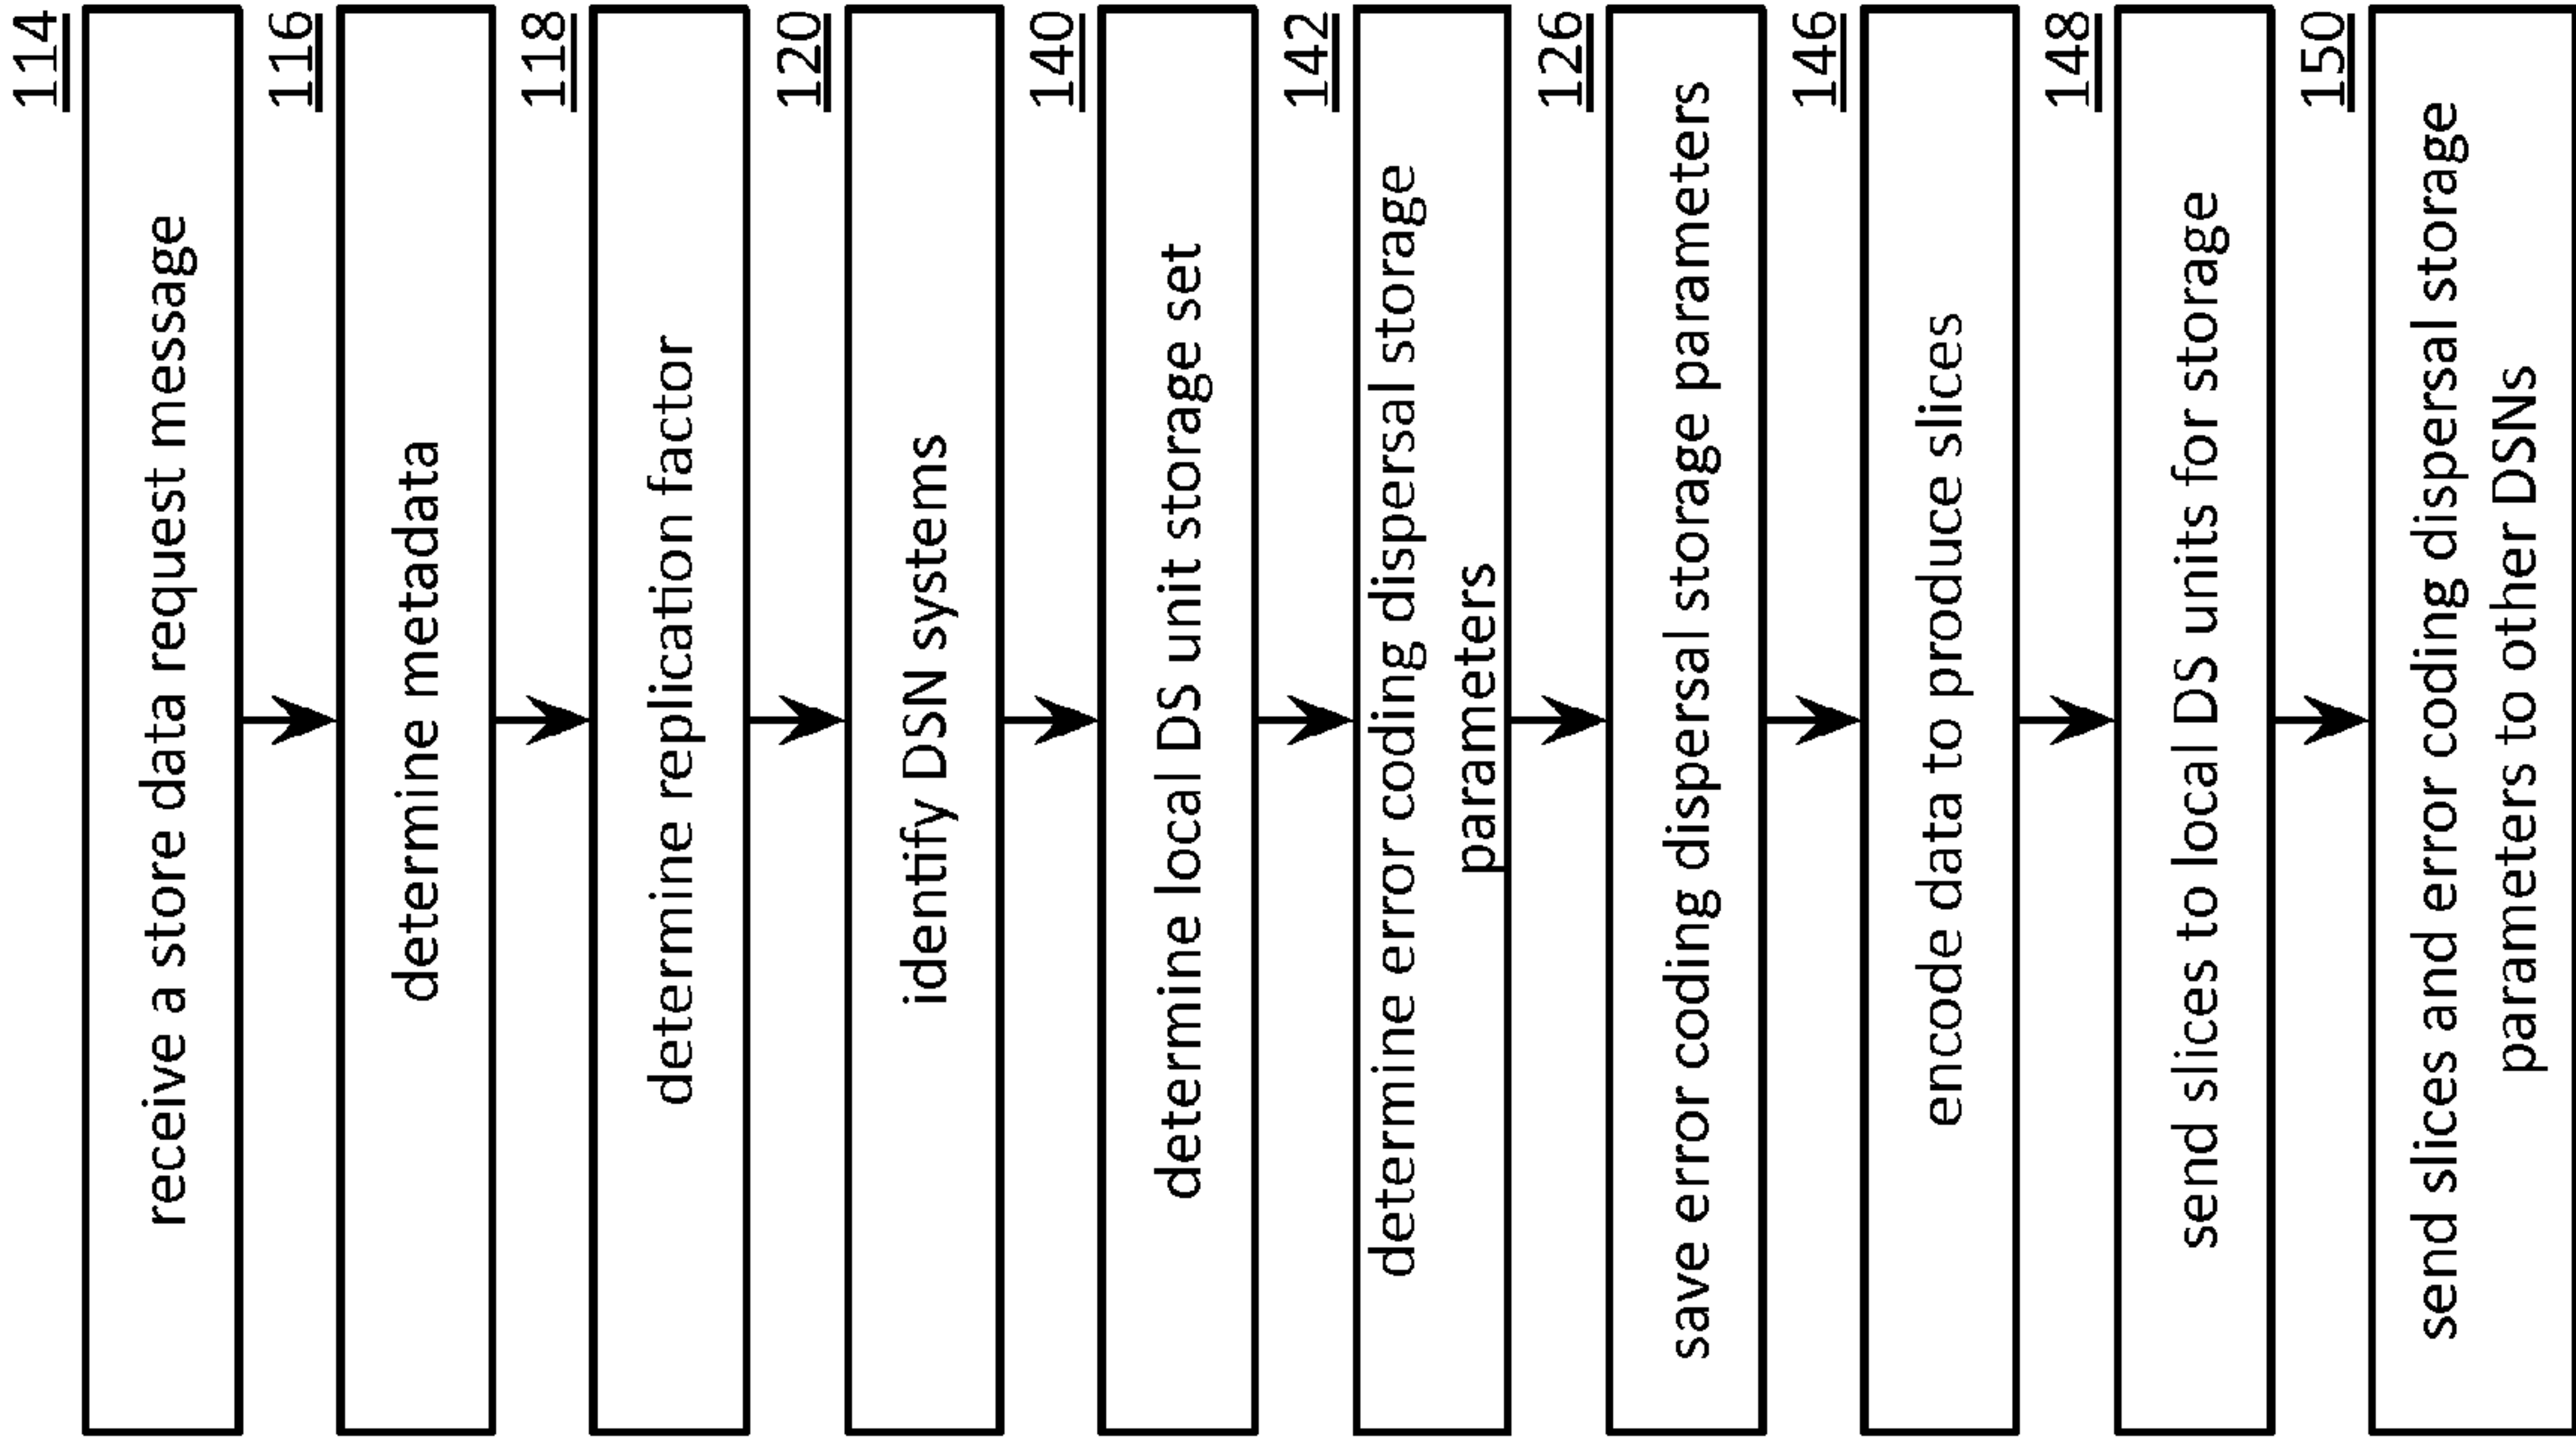 114
receive a store data request message
116
determine metadata
118
determine replication factor
120
identify DSN systems
140
determine local DS unit storage set
142
determine error coding dispersal storage
parameters
126
save error coding dispersal storage parameters
146
encode data to produce slices
148
send slices to local DS units for storage
150
send slices and error coding dispersal storage
parameters to other DSNs